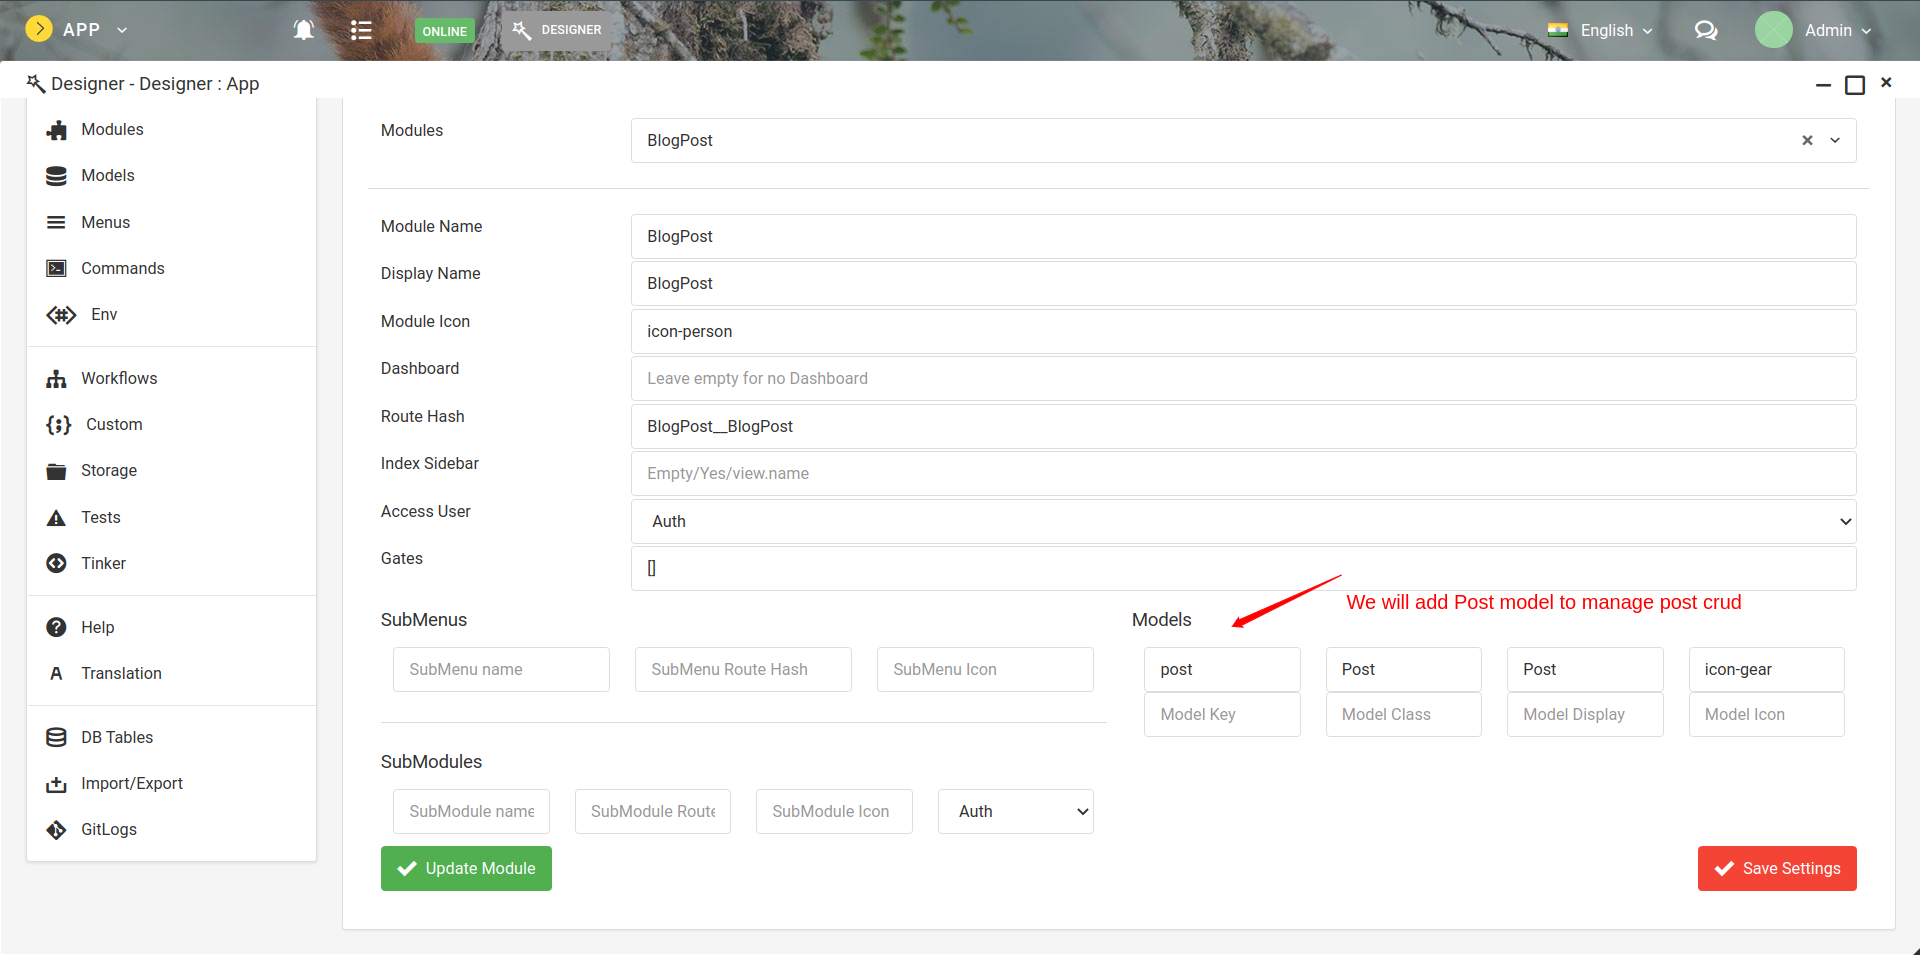 APP
ONLINE
DESIGNER
English
Admin
Designer - Designer : App
Modules
Models
Menus
Commands
Env
Workflows
Custom
Storage
Tests
Tinker
Help
Translation
DB Tables
Import/Export
GitLogs
Modules
BlogPost
Module Name
BlogPost
Display Name
BlogPost
Module Icon
icon-person
Dashboard
Leave empty for no Dashboard
Route Hash
BlogPost__BlogPost
Index Sidebar
Empty/Yes/view.name
Access User
Auth
Gates
[]
We will add Post model to manage post crud
SubMenus
SubMenu name
SubMenu Route Hash
SubMenu Icon
Models
post
Post
Post
icon-gear
Model Key
Model Class
Model Display
Model Icon
SubModules
SubModule name
SubModule Route
SubModule Icon
Auth
Update Module
Save Settings